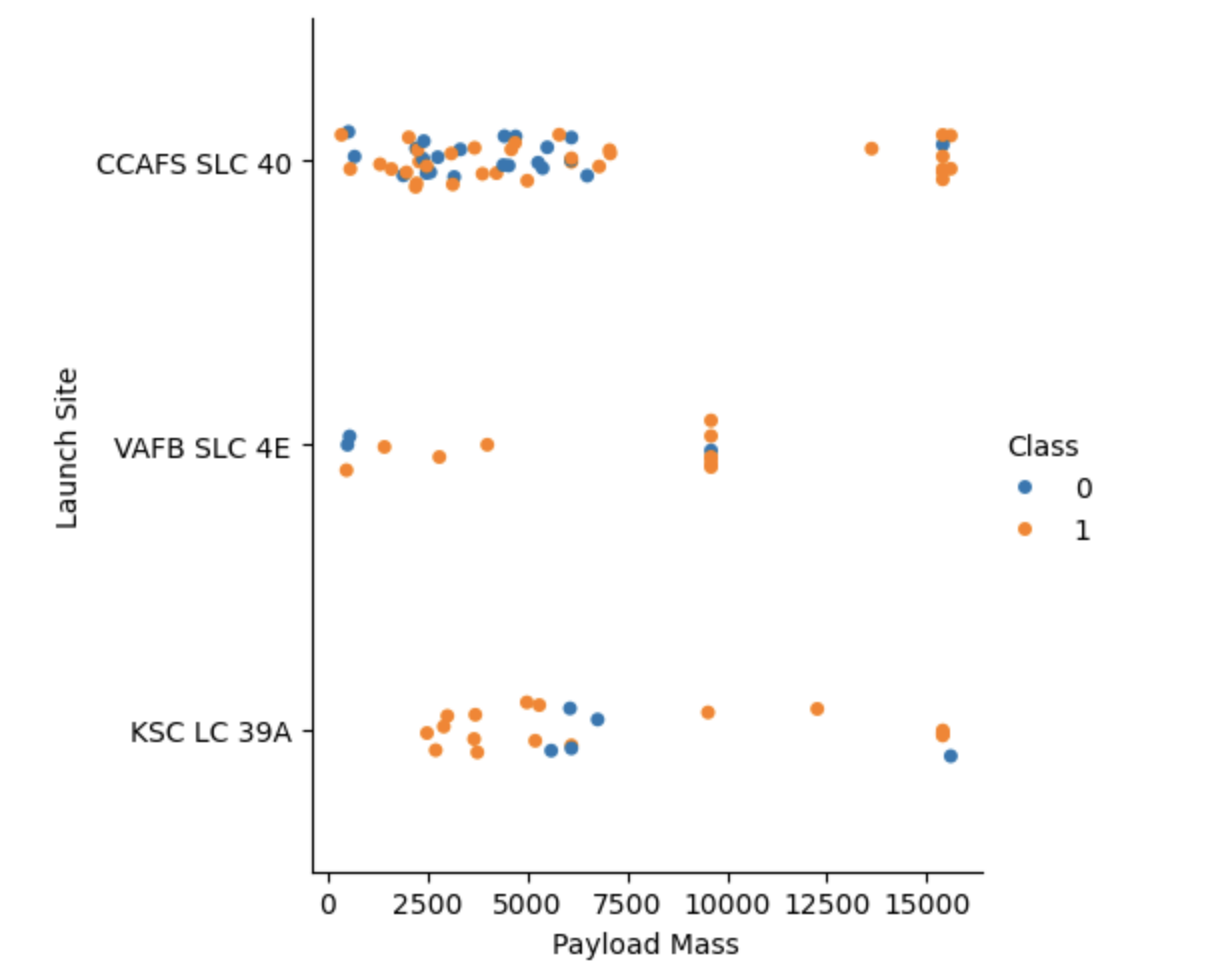 CCAFS SLC 40
VAFB SLC 4E
KSC LC 39A
Launch Site
0 2500 5000 7500 10000 12500 15000
Payload Mass
Class
0
1